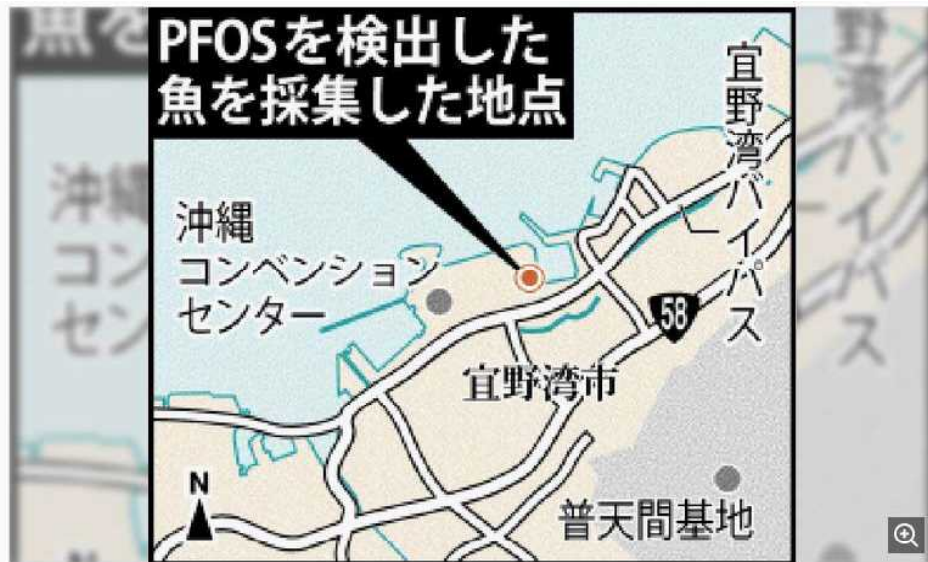 PFOSを検出した
魚を採集した地点
宜野湾バイパス
沖縄
コンベンション
センター
58
宜野湾市
N
普天間基地